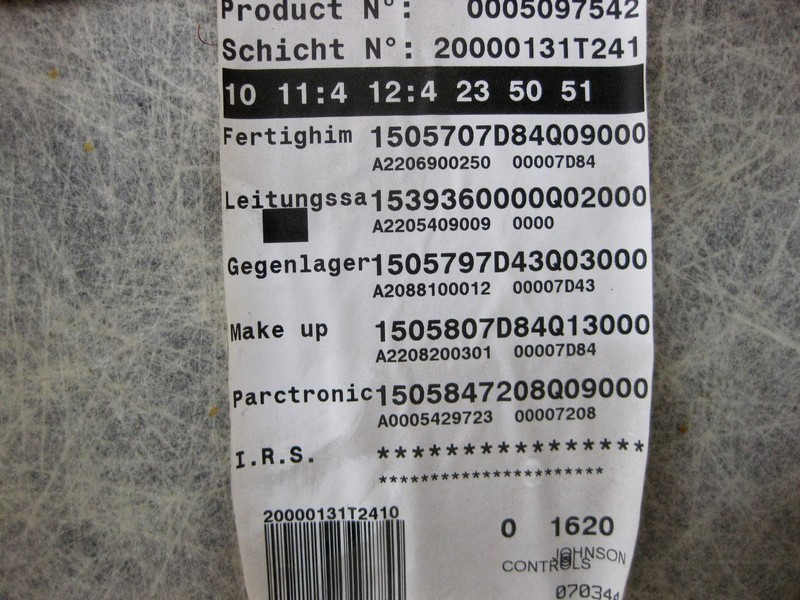 Product N°: 0005097542
Schicht N°: 20000131T241
10 11:4 12:4 23 50 51
Fertighim 1505707D84Q09000
A2206900250 00007D84
Leitungssa 1539360000Q02000
A2205409009 0000
Gegenlager 1505797D43Q03000
A2088100012 00007D43
Make up 1505807D84Q13000
A2208200301 00007D84
Parctronic 1505847208Q09000
A0005429723 00007208
I.R.S. ****************
**********************
20000131T2410
0 1620
JOHNSON
CONTROLS